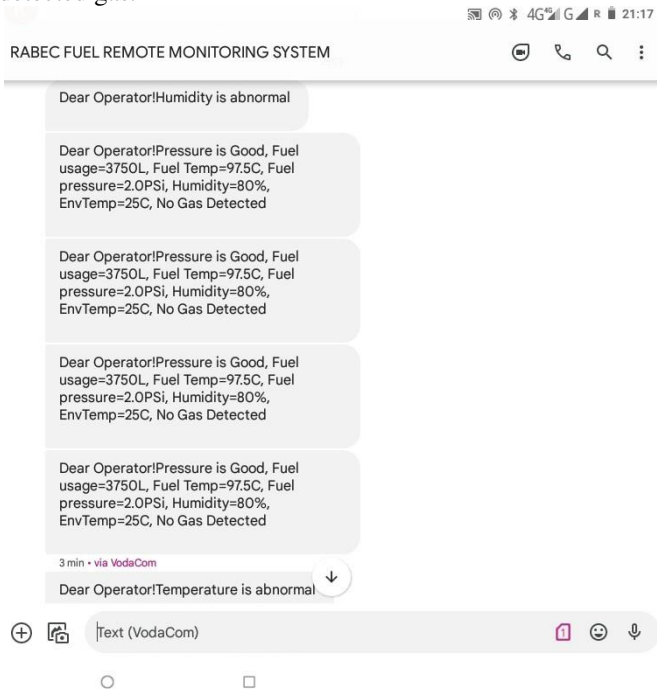 4G 4G G R 21:17
RABEC FUEL REMOTE MONITORING SYSTEM
Dear Operator!Humidity is abnormal
Dear Operator!Pressure is Good, Fuel
usage=3750L, Fuel Temp=97.5C, Fuel
pressure=2.0PSi, Humidity=80%,
EnvTemp=25C, No Gas Detected
Dear Operator!Pressure is Good, Fuel
usage=3750L, Fuel Temp=97.5C, Fuel
pressure=2.0PSi, Humidity=80%,
EnvTemp=25C, No Gas Detected
Dear Operator!Pressure is Good, Fuel
usage=3750L, Fuel Temp=97.5C, Fuel
pressure=2.0PSi, Humidity=80%,
EnvTemp=25C, No Gas Detected
Dear Operator!Pressure is Good, Fuel
usage=3750L, Fuel Temp=97.5C, Fuel
pressure=2.0PSi, Humidity=80%,
EnvTemp=25C, No Gas Detected
3 min • via VodaCom
Dear Operator!Temperature is abnormal
Text (VodaCom)
1